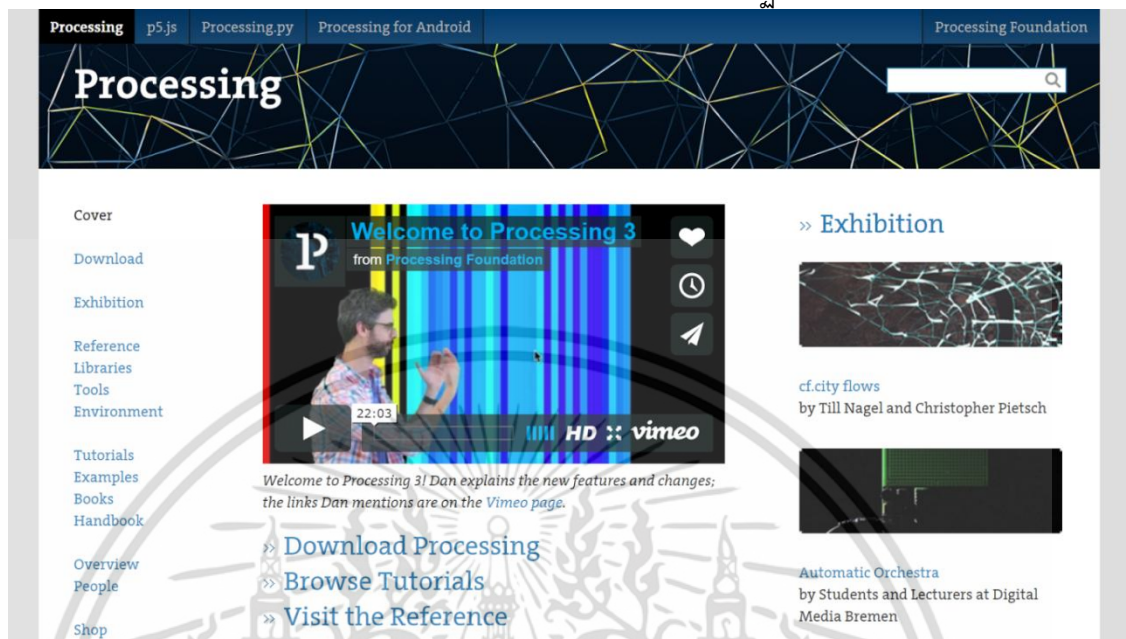 Processing
p5.js
Processing.py
Processing for Android
Processing Foundation
Processing
Cover
Download
Exhibition
Reference
Libraries
Tools
Environment
Tutorials
Examples
Books
Handbook
Overview
People
Shop
Welcome to Processing 3
from Processing Foundation
22:03
HD
vimeo
Welcome to Processing 3! Dan explains the new features and changes;
the links Dan mentions are on the Vimeo page.
» Download Processing
» Browse Tutorials
» Visit the Reference
» Exhibition
cf.city flows
by Till Nagel and Christopher Pietsch
Automatic Orchestra
by Students and Lecturers at Digital
Media Bremen